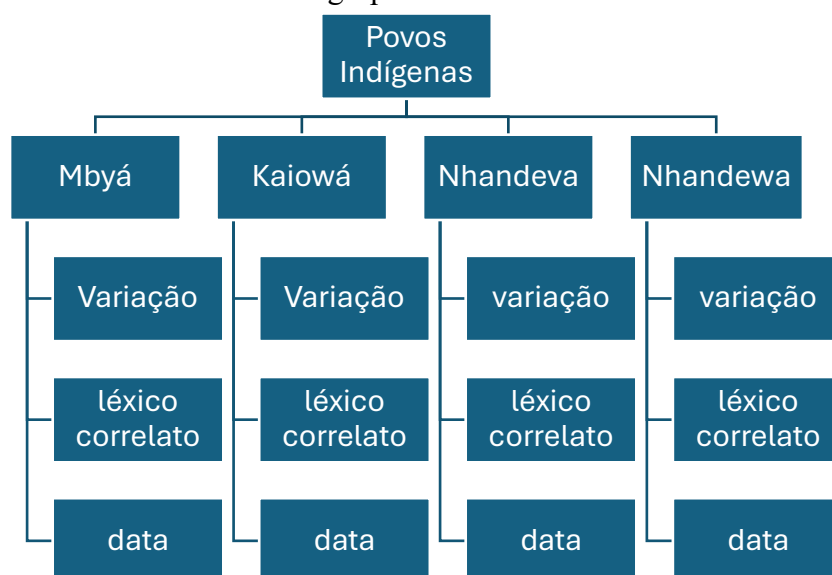 Povos
Indígenas
Mbyá
Kaiowá
Nhandeva
Nhandewa
Variação
Variação
variação
variação
léxico
correlato
léxico
correlato
léxico
correlato
léxico
correlato
data
data
data
data